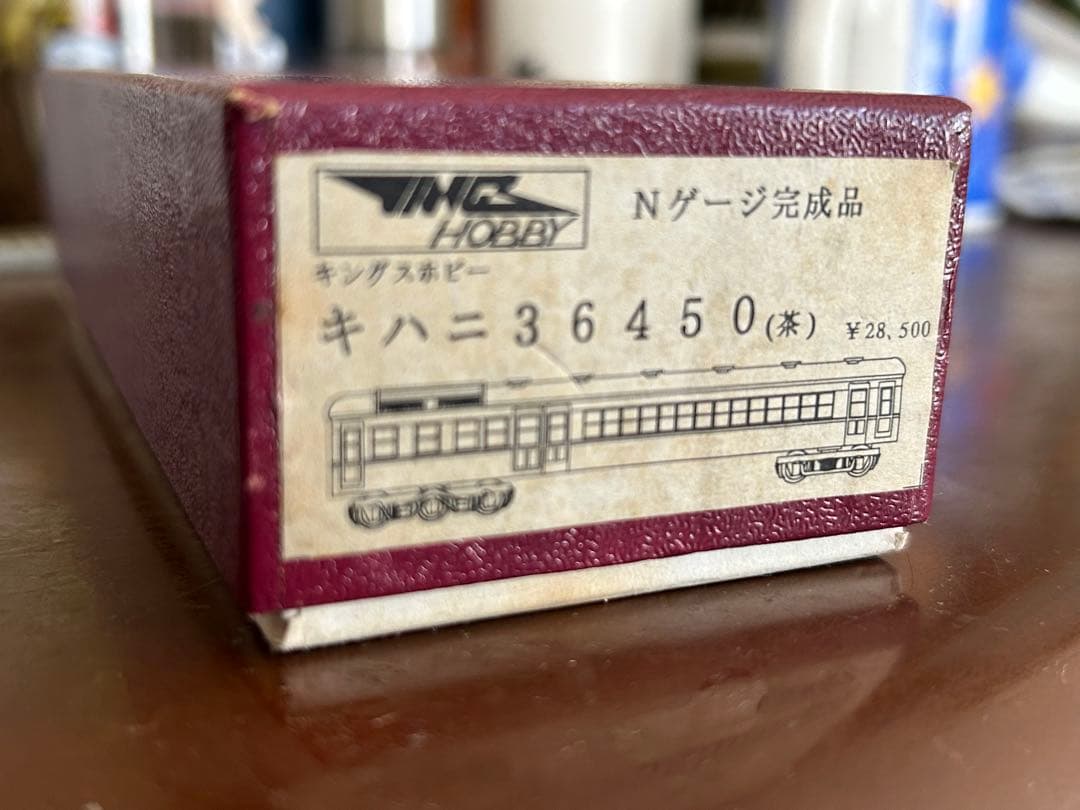 KINGS
HOBBY
Nゲージ完成品
キングスホビー
キハニ36450(茶) ¥28,500